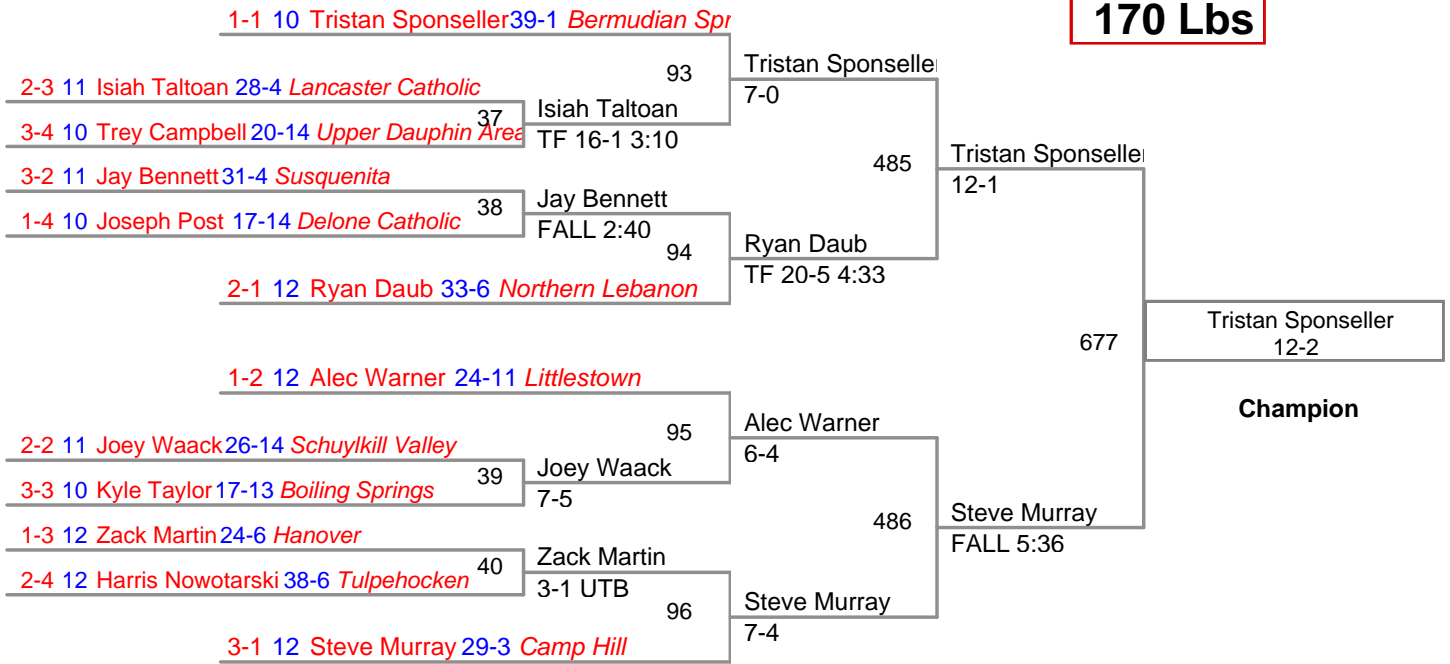 170 Lbs
1-1 10 Tristan Sponseller 39-1 Bermudian Spr
93
Tristan Sponselle
7-0
2-3 11 Isiah Taltoan 28-4 Lancaster Catholic
37
Isiah Taltoan
TF 16-1 3:10
3-4 10 Trey Campbell 20-14 Upper Dauphin Area
485
Tristan Sponselle
12-1
3-2 11 Jay Bennett 31-4 Susquenita
38
Jay Bennett
FALL 2:40
1-4 10 Joseph Post 17-14 Delone Catholic
94
Ryan Daub
TF 20-5 4:33
2-1 12 Ryan Daub 33-6 Northern Lebanon
677
Tristan Sponseller
12-2
Champion
1-2 12 Alec Warner 24-11 Littlestown
95
Alec Warner
6-4
2-2 11 Joey Waack 26-14 Schuylkill Valley
39
Joey Waack
7-5
3-3 10 Kyle Taylor 17-13 Boiling Springs
486
Steve Murray
FALL 5:36
1-3 12 Zack Martin 24-6 Hanover
40
Zack Martin
3-1 UTB
2-4 12 Harris Nowotarski 38-6 Tulpehocken
96
Steve Murray
7-4
3-1 12 Steve Murray 29-3 Camp Hill